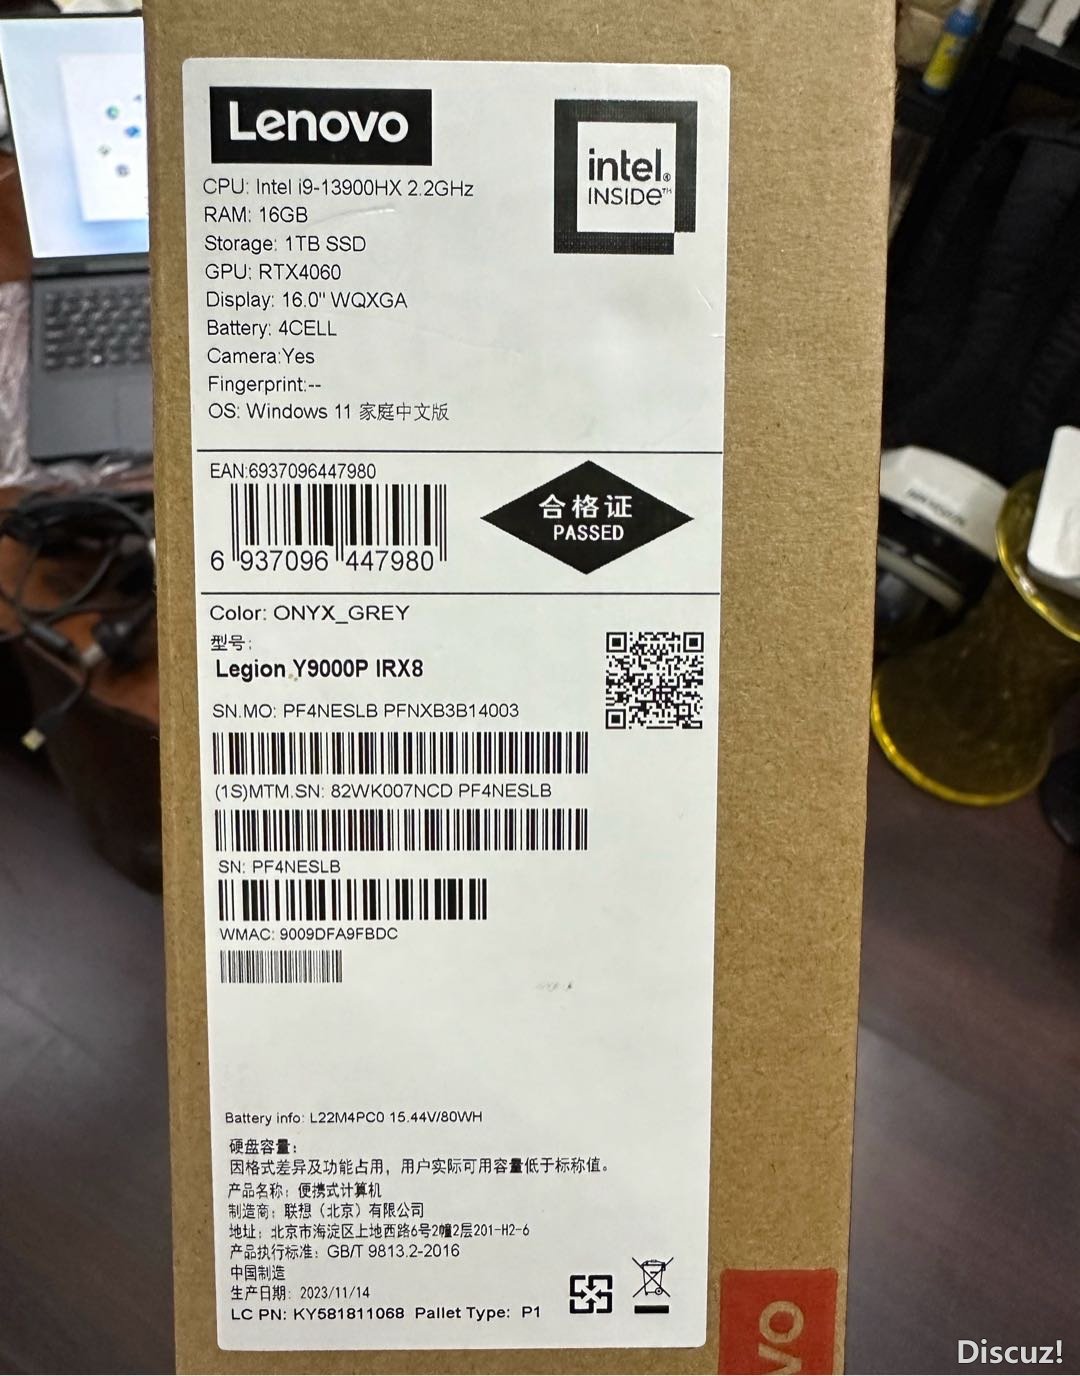 Lenovo
intel.
INSIDE™
CPU: Intel i9-13900HX 2.2GHz
RAM: 16GB
Storage: 1TB SSD
GPU: RTX4060
Display: 16.0" WQXGA
Battery: 4CELL
Camera:Yes
Fingerprint:--
OS: Windows 11 家庭中文版
EAN:6937096447980
6 937096 447980
合格证
PASSED
Color: ONYX_GREY
型号:
Legion Y9000P IRX8
SN.MO: PF4NESLB PFNXB3B14003
(1S)MTM.SN: 82WK007NCD PF4NESLB
SN: PF4NESLB
WMAC: 9009DFA9FBDC
Battery info: L22M4PC0 15.44V/80WH
硬盘容量：
因格式差异及功能占用，用户实际可用容量低于标称值。
产品名称：便携式计算机
制造商：联想（北京）有限公司
地址：北京市海淀区上地西路6号2幢2层201-H2-6
产品执行标准：GB/T 9813.2-2016
中国制造
生产日期：2023/11/14
LC PN: KY581811068 Pallet Type: P1
vo
Discuz!